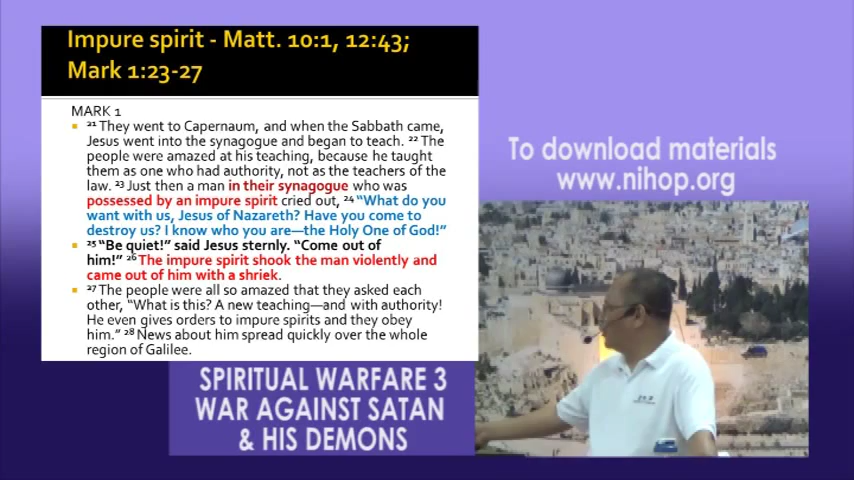 Impure spirit - Matt. 10:1, 12:43;
Mark 1:23-27
MARK 1
21 They went to Capernaum, and when the Sabbath came,
Jesus went into the synagogue and began to teach. 22 The
people were amazed at his teaching, because he taught
them as one who had authority, not as the teachers of the
law. 23 Just then a man in their synagogue who was
possessed by an impure spirit cried out, 24 “What do you
want with us, Jesus of Nazareth? Have you come to
destroy us? I know who you are—the Holy One of God!”
25 “Be quiet!” said Jesus sternly. “Come out of
him!” 26 The impure spirit shook the man violently and
came out of him with a shriek.
27 The people were all so amazed that they asked each
other, “What is this? A new teaching—and with authority!
He even gives orders to impure spirits and they obey
him.” 28 News about him spread quickly over the whole
region of Galilee.
To download materials
www.nihop.org
SPIRITUAL WARFARE 3
WAR AGAINST SATAN
& HIS DEMONS